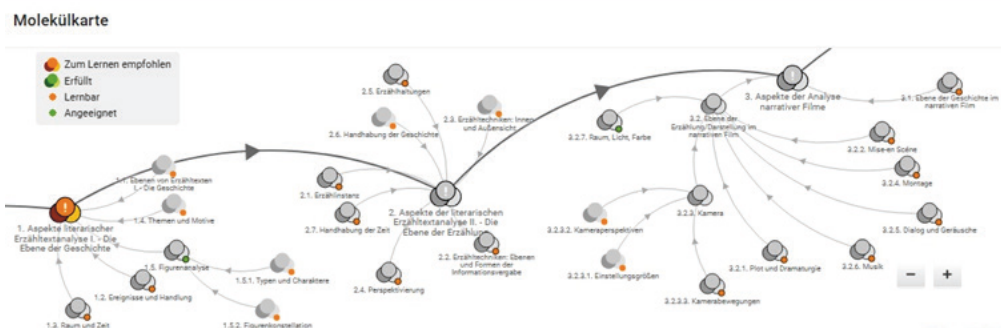 Molekülkarte
Zum Lernen empfohlen
Erfüllt
Lernbar
Angeeignet
2.5. Erzählhaltungen
2.6. Handhabung der Geschichte
2.3. Erzähltechniken: Innen
und Außensicht
1.1. Ebenen von Erzähltexten
I.- Die Geschichte
2.1. Erzählinstanz
1.4. Themen und Motive
2.7. Handhabung der Zeit
1. Aspekte literarischer
Erzähltextanalyse I. - Die
Ebene der Geschichte
2. Aspekte der literarischen
Erzähltextanalyse II. - Die
Ebene der Erzählung
1.5. Figurenanalyse
1.5.1. Typen und Charaktere
2.2. Erzähltechniken: Ebenen
und Formen der
Informationsvergabe
2.4. Perspektivierung
1.2. Ereignisse und Handlung
1.3. Raum und Zeit
1.5.2. Figurenkonstellation
3. Aspekte der Analyse
narrativer Filme
3.1. Ebene der Geschichte im
narrativen Film
3.2. Ebene der
Erzählung/Darstellung im
narrativen Film
3.2.7. Raum, Licht, Farbe
3.2.2. Mise-en Scéne
3.2.4. Montage
3.2.3. Kamera
3.2.3.2. Kameraperspektiven
3.2.5. Dialog und Geräusche
3.2.3.1. Einstellungsgrößen
3.2.1. Plot und Dramaturgie
3.2.6. Musik
3.2.3.3. Kamerabewegungen
− +